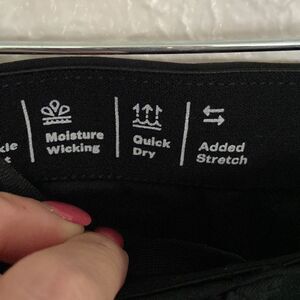 Moisture
Wicking
Quick
Dry
Added
Stretch